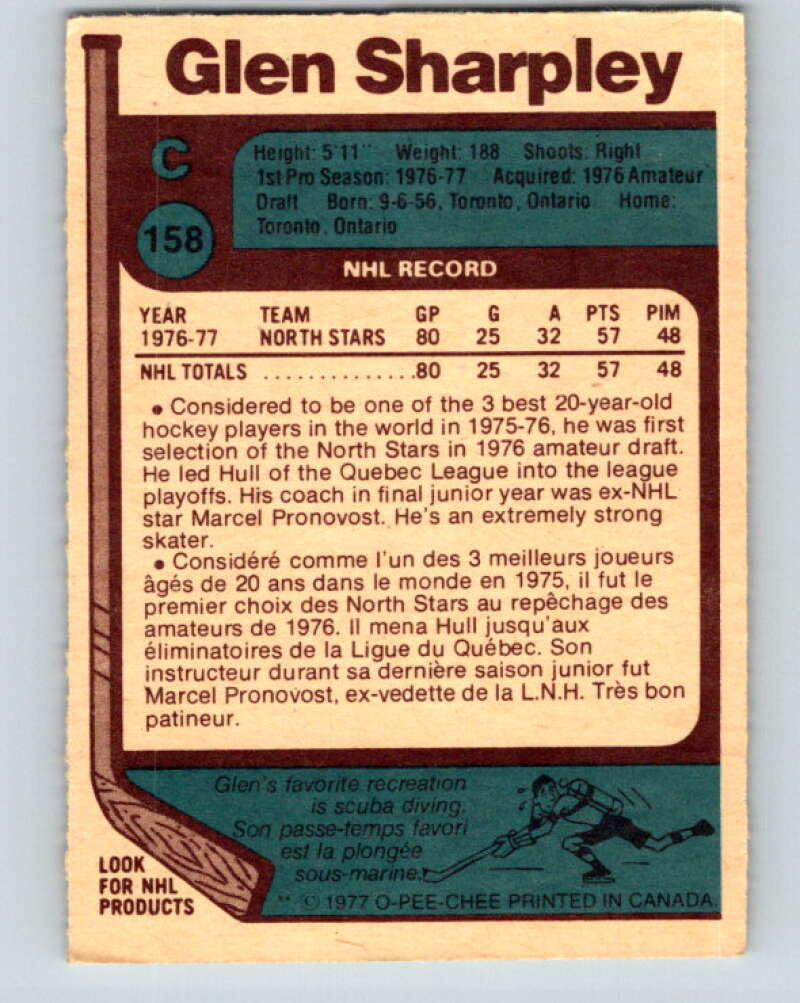 Glen Sharpley
C
Height: 5'11" Weight: 188 Shoots: Right
1st Pro Season: 1976-77 Acquired: 1976 Amateur
Draft Born: 9-6-56, Toronto, Ontario Home:
Toronto, Ontario
158
NHL RECORD
YEAR TEAM GP G A PTS PIM
1976-77 NORTH STARS 80 25 32 57 48
NHL TOTALS ..............80 25 32 57 48
• Considered to be one of the 3 best 20-year-old
hockey players in the world in 1975-76, he was first
selection of the North Stars in 1976 amateur draft.
He led Hull of the Quebec League into the league
playoffs. His coach in final junior year was ex-NHL
star Marcel Pronovost. He's an extremely strong
skater.
• Considéré comme l'un des 3 meilleurs joueurs
âgés de 20 ans dans le monde en 1975, il fut le
premier choix des North Stars au repêchage des
amateurs de 1976. Il mena Hull jusqu'aux
éliminatoires de la Ligue du Québec. Son
instructeur durant sa dernière saison junior fut
Marcel Pronovost, ex-vedette de la L.N.H. Très bon
patineur.
Glen's favorite recreation
is scuba diving.
Son passe-temps favori
est la plongée
sous-marine.
LOOK
FOR NHL
PRODUCTS
** © 1977 O-PEE-CHEE PRINTED IN CANADA.